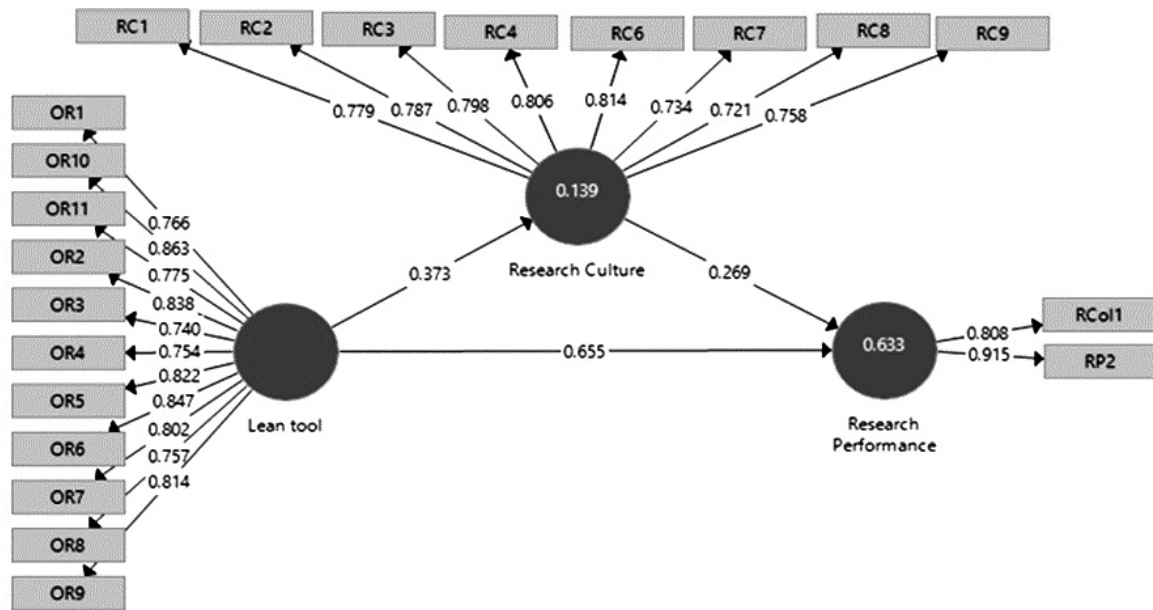 RC1
RC2
RC3
RC4
RC6
RC7
RC8
RC9
0.779
0.787
0.798
0.806
0.814
0.734
0.721
0.758
OR1
OR10
OR11
OR2
OR3
OR4
OR5
OR6
OR7
OR8
OR9
0.766
0.863
0.775
0.838
0.740
0.754
0.822
0.847
0.802
0.757
0.814
Lean tool
0.373
0.139
Research Culture
0.269
0.655
0.633
Research
Performance
0.808
0.915
RCol1
RP2